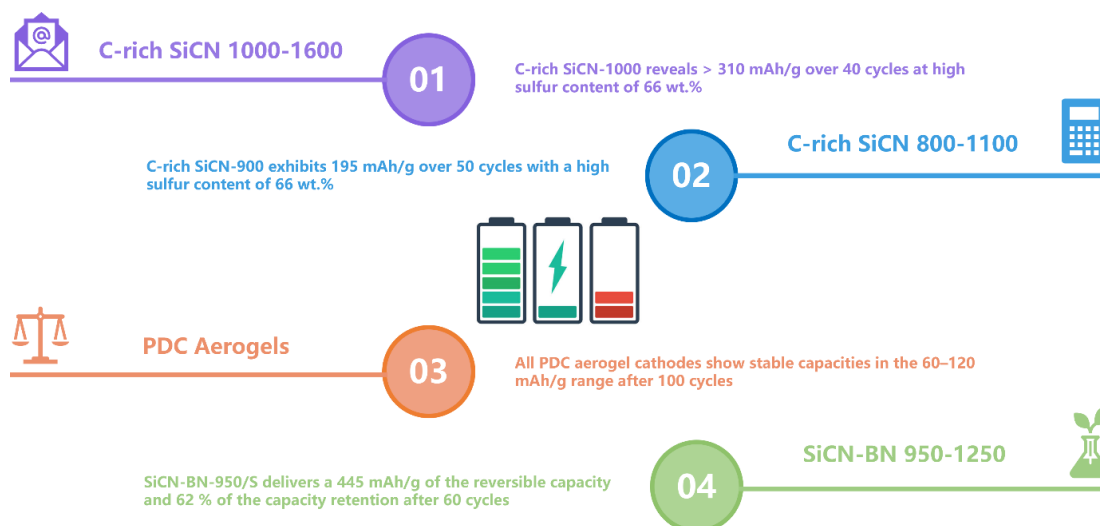 C-rich SiCN 1000-1600
01
C-rich SiCN-1000 reveals > 310 mAh/g over 40 cycles at high
sulfur content of 66 wt.%
C-rich SiCN 800-1100
02
C-rich SiCN-900 exhibits 195 mAh/g over 50 cycles with a high
sulfur content of 66 wt.%
PDC Aerogels
03
All PDC aerogel cathodes show stable capacities in the 60–120
mAh/g range after 100 cycles
SiCN-BN 950-1250
04
SiCN-BN-950/S delivers a 445 mAh/g of the reversible capacity
and 62 % of the capacity retention after 60 cycles